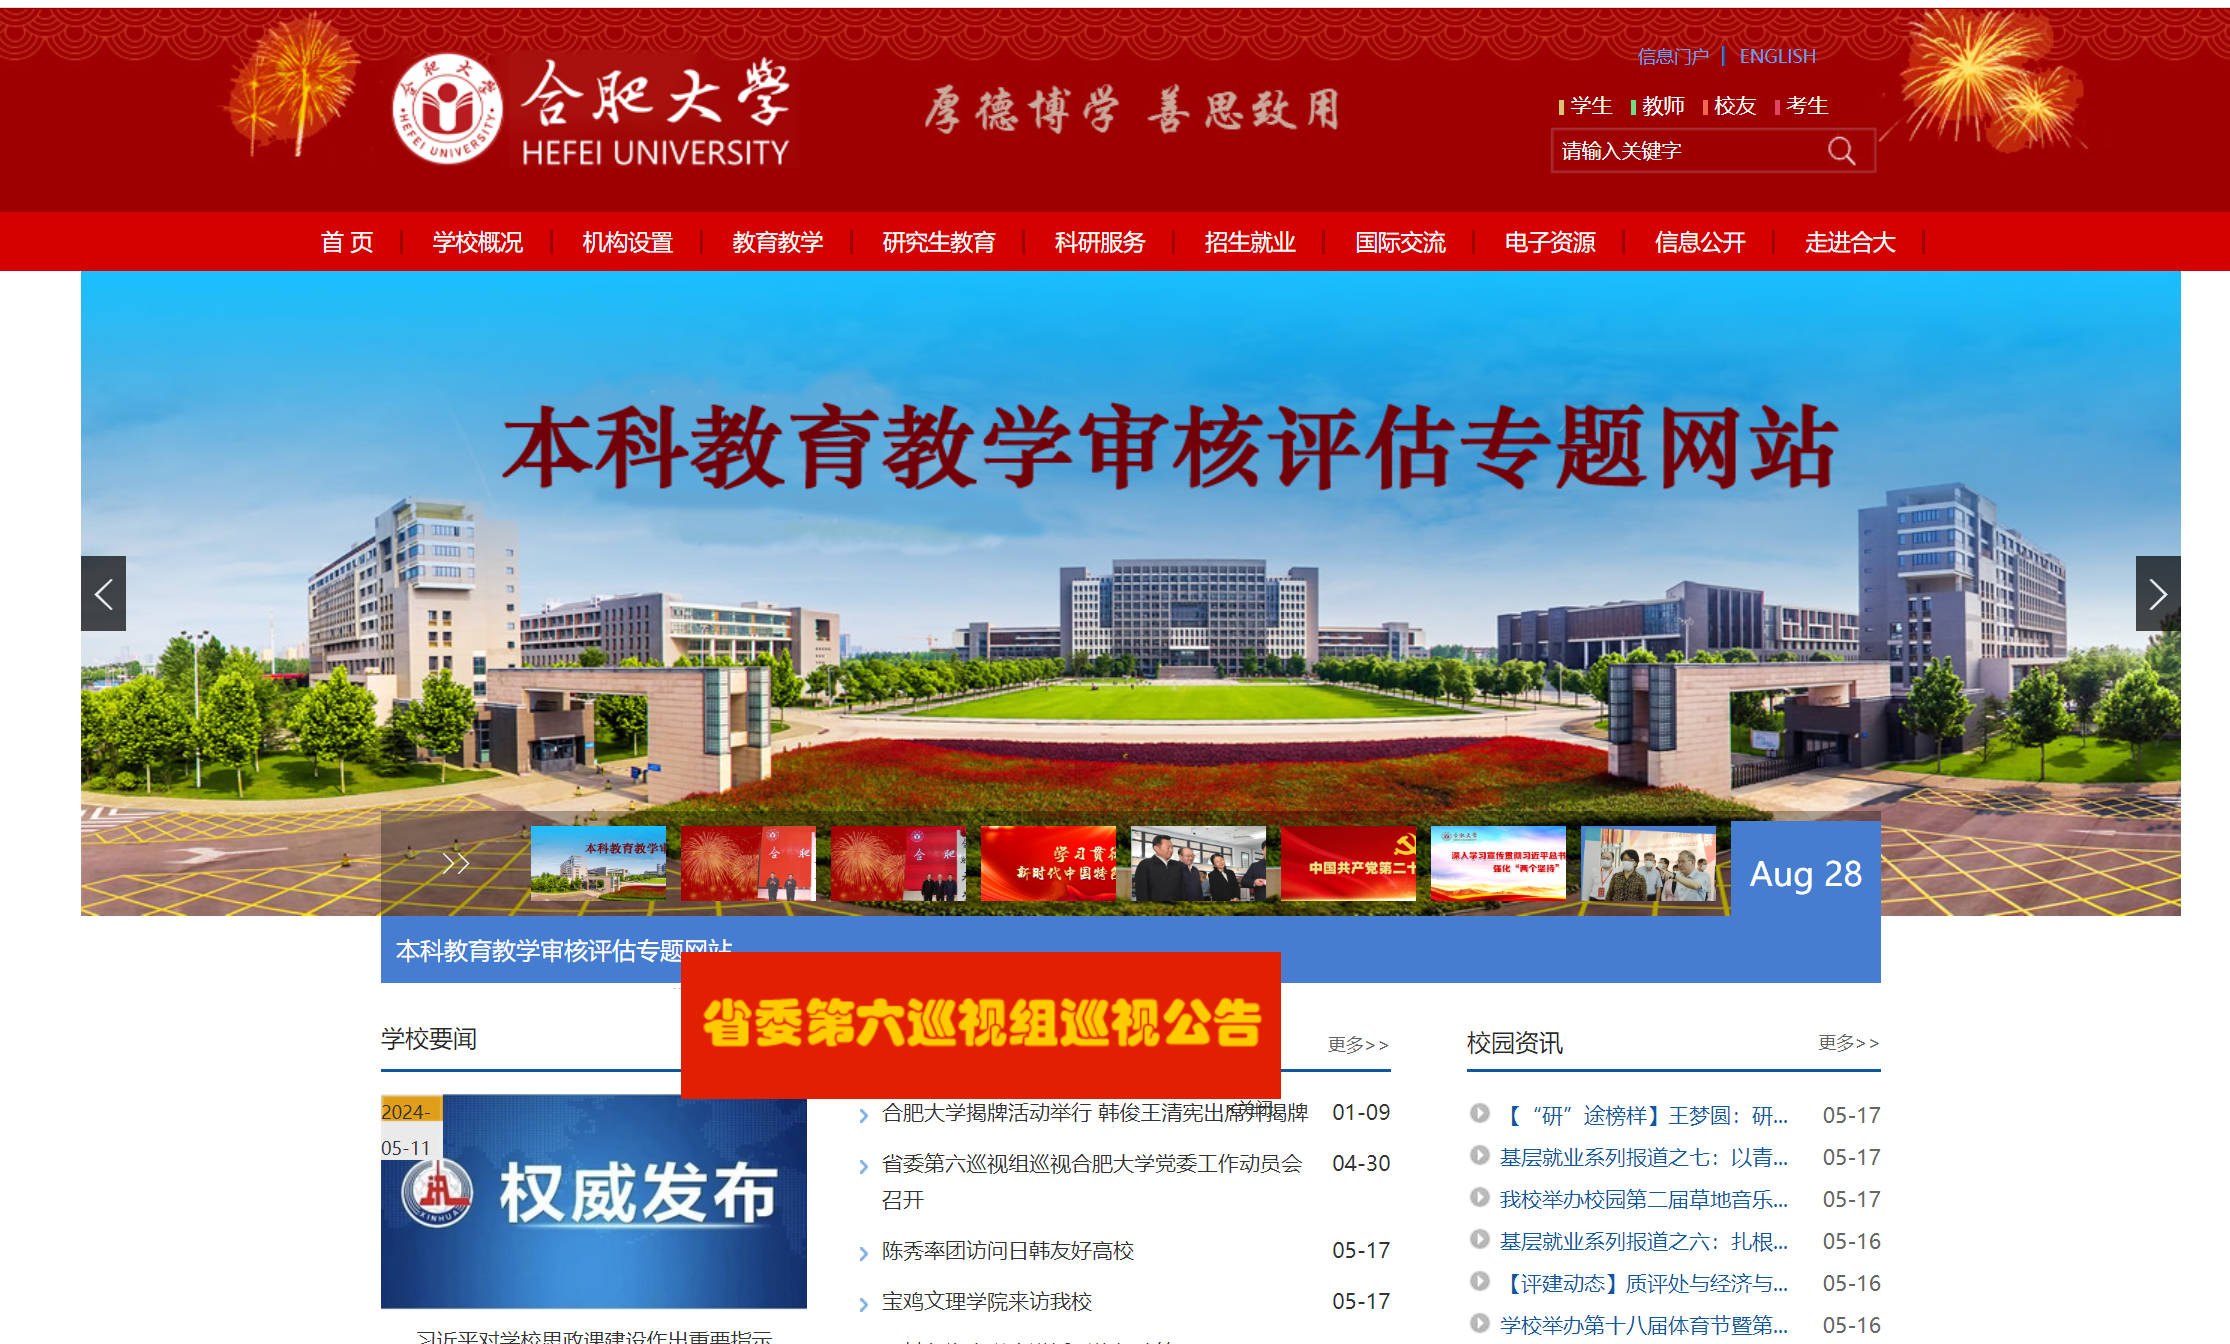 合肥大学
HEFEI UNIVERSITY
厚德博学 善思致用
信息门户 | ENGLISH
学生 教师 校友 考生
请输入关键字
首 页 学校概况 机构设置 教育教学 研究生教育 科研服务 招生就业 国际交流 电子资源 信息公开 走进合大
本科教育教学审核评估专题网站
Aug 28
本科教育教学审核评估专题网站
省委第六巡视组巡视公告
关闭
学校要闻
更多>>
2024-
05-11
权威发布
XINHUA
习近平对学校思政课建设作出重要指示
合肥大学揭牌活动举行 韩俊王清宪出席并揭牌 01-09
省委第六巡视组巡视合肥大学党委工作动员会 04-30
召开
陈秀率团访问日韩友好高校 05-17
宝鸡文理学院来访我校 05-17
校园资讯 更多>>
【“研”途榜样】王梦圆：研... 05-17
基层就业系列报道之七：以青... 05-17
我校举办校园第二届草地音乐... 05-17
基层就业系列报道之六：扎根... 05-16
【评建动态】质评处与经济与... 05-16
学校举办第十八届体育节暨第... 05-16